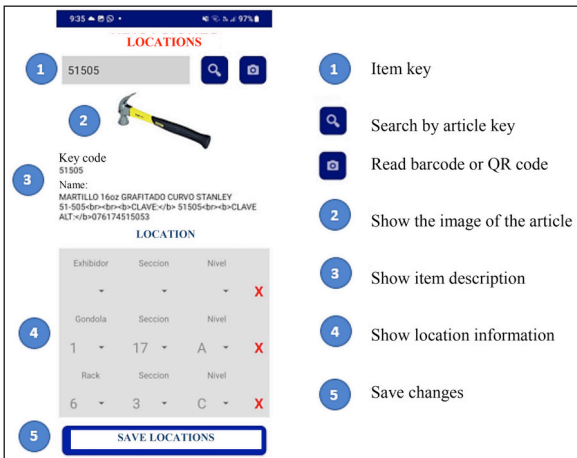 9:35
97%
LOCATIONS
1
51505
2
Key code
51505
3
Name:
MARTILLO 16oz GRAFITADO CURVO STANLEY
51-505<br><br><b>CLAVE:</b> 51505<br><b>CLAVE
ALT:</b>076174515053
LOCATION
Exhibidor Seccion Nivel
X
Gondola Seccion Nivel
4
1 17 A X
Rack Seccion Nivel
6 3 C X
5
SAVE LOCATIONS
1 Item key
Search by article key
Read barcode or QR code
2 Show the image of the article
3 Show item description
4 Show location information
5 Save changes